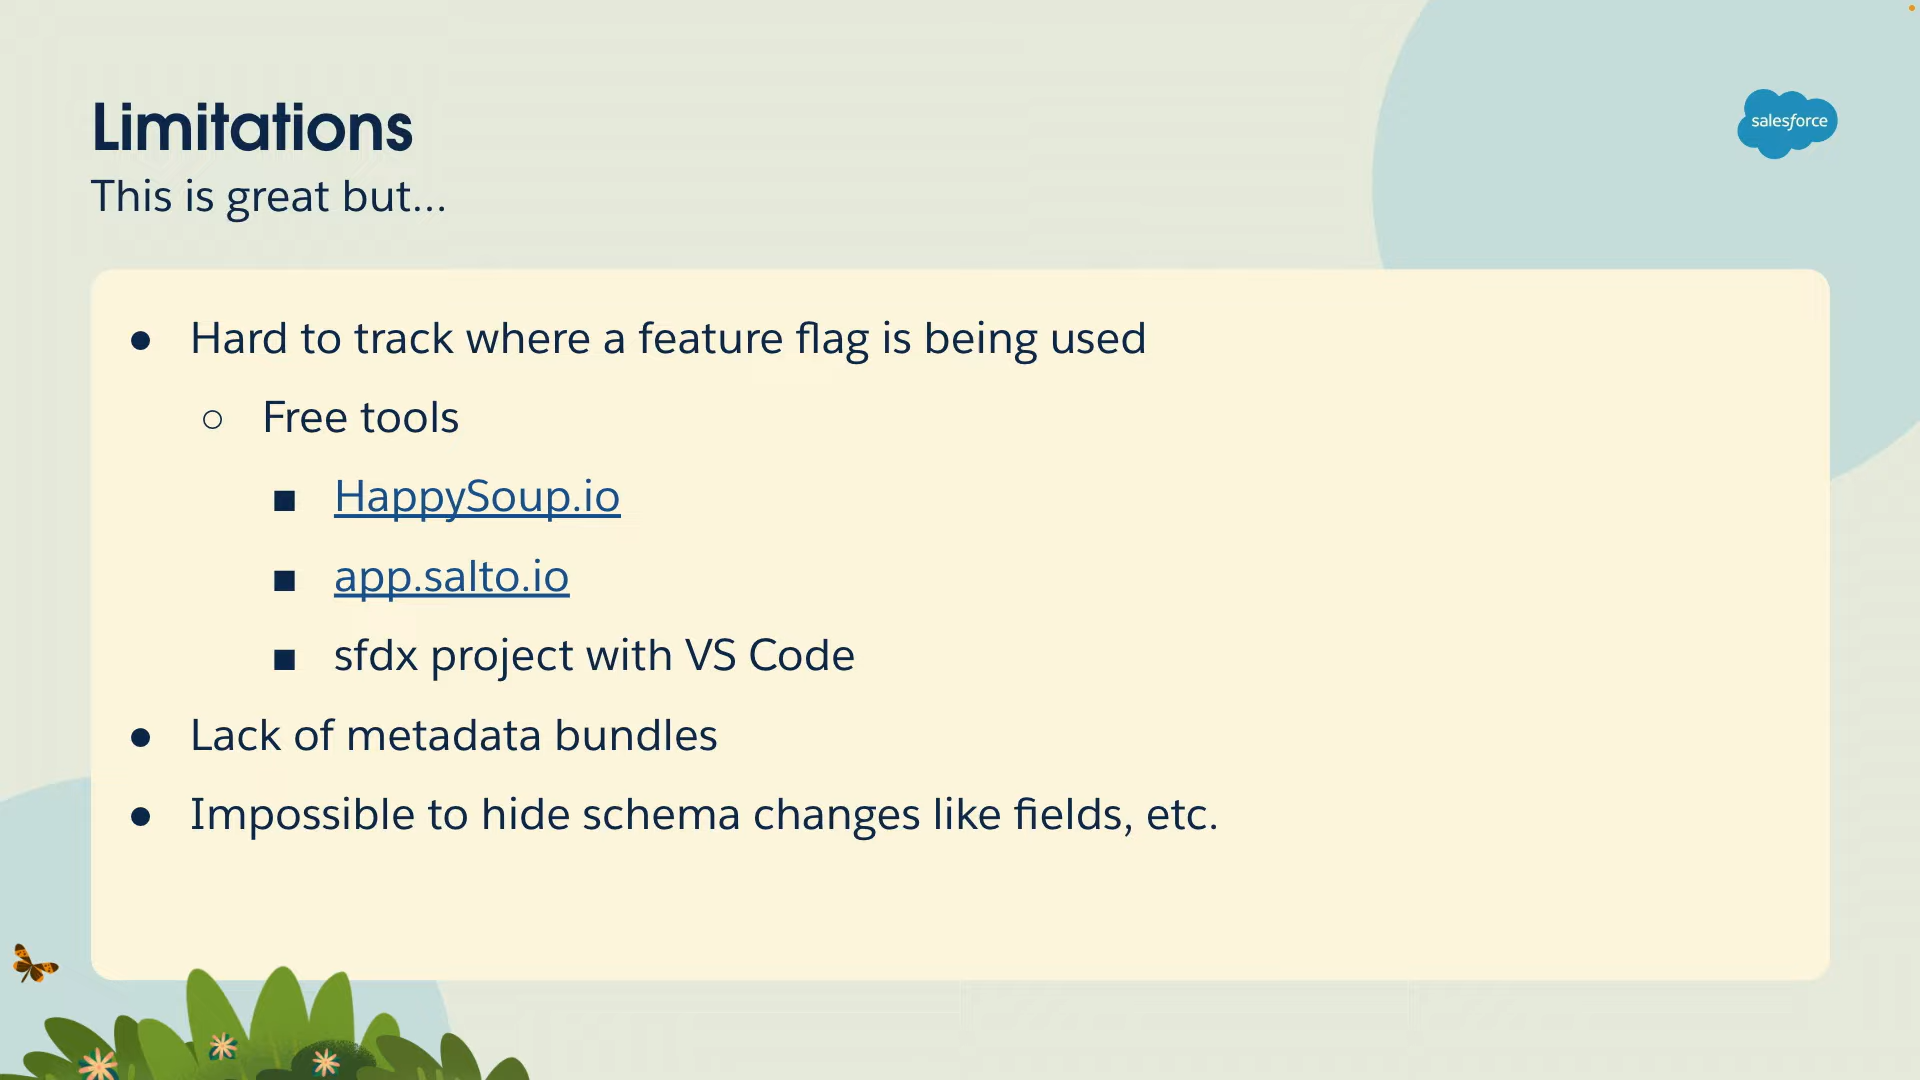 Limitations
salesforce
This is great but...
● Hard to track where a feature flag is being used
○ Free tools
■ HappySoup.io
■ app.salto.io
■ sfdx project with VS Code
● Lack of metadata bundles
● Impossible to hide schema changes like fields, etc.